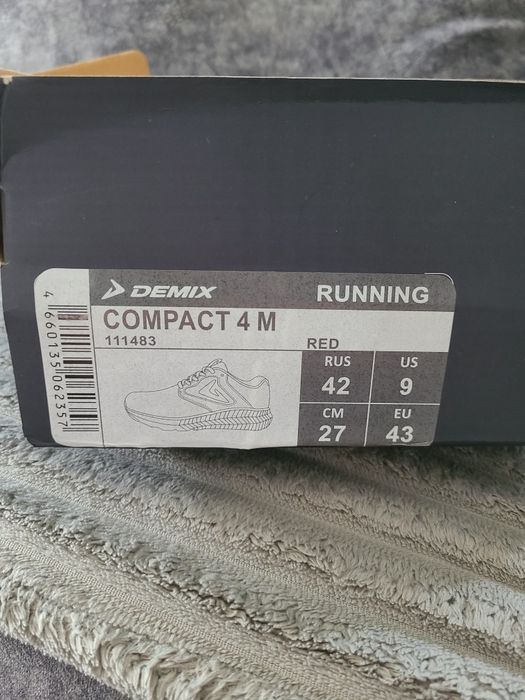 DEMIX RUNNING
COMPACT 4 M
111483 RED
RUS US
42 9
CM EU
27 43
4660135062357